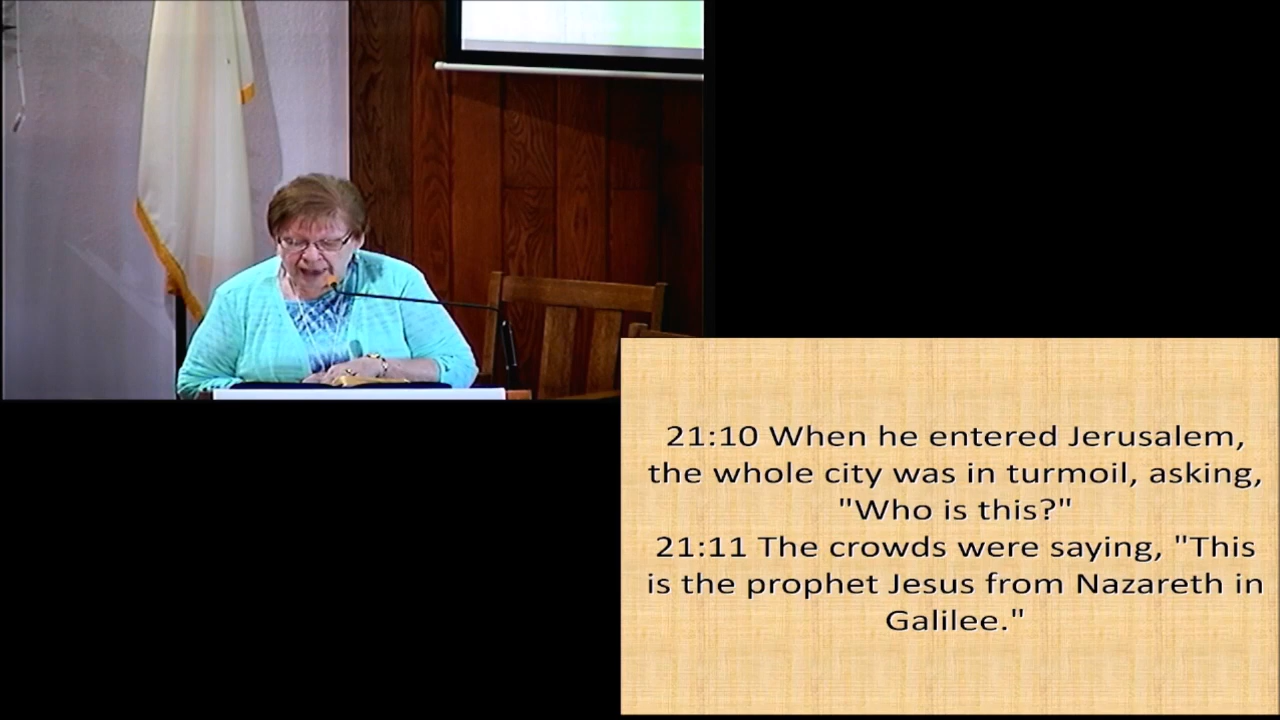 21:10 When he entered Jerusalem,
the whole city was in turmoil, asking,
"Who is this?"
21:11 The crowds were saying, "This
is the prophet Jesus from Nazareth in
Galilee."